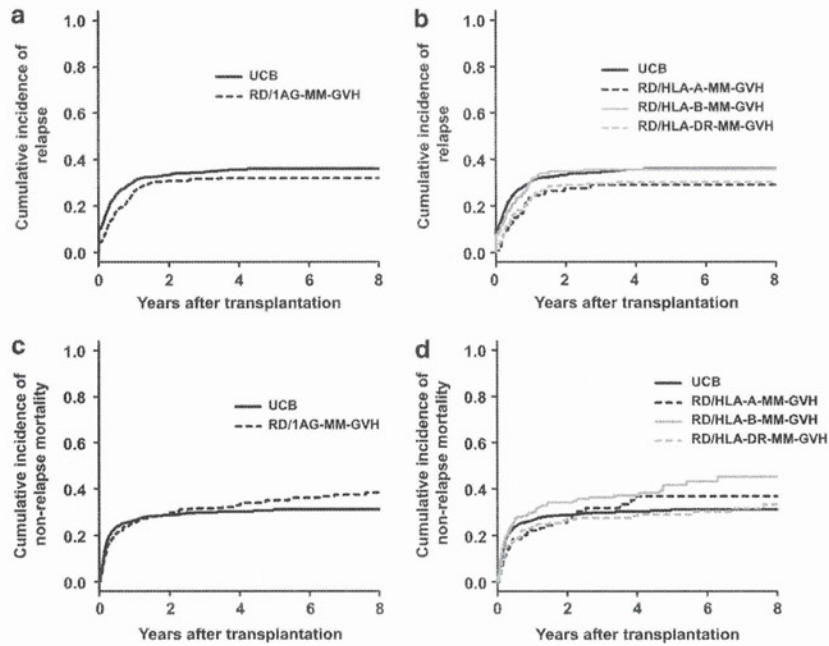 a
1.0
0.8
0.6
0.4
0.2
0.0
Cumulative incidence of
relapse
UCB
RD/1AG-MM-GVH
0
2
4
6
8
Years after transplantation
b
1.0
0.8
0.6
0.4
0.2
0.0
Cumulative incidence of
relapse
UCB
RD/HLA-A-MM-GVH
RD/HLA-B-MM-GVH
RD/HLA-DR-MM-GVH
0
2
4
6
8
Years after transplantation
c
1.0
0.8
0.6
0.4
0.2
0.0
Cumulative incidence of
non-relapse mortality
UCB
RD/1AG-MM-GVH
0
2
4
6
8
Years after transplantation
d
1.0
0.8
0.6
0.4
0.2
0.0
Cumulative incidence of
non-relapse mortality
UCB
RD/HLA-A-MM-GVH
RD/HLA-B-MM-GVH
RD/HLA-DR-MM-GVH
0
2
4
6
8
Years after transplantation